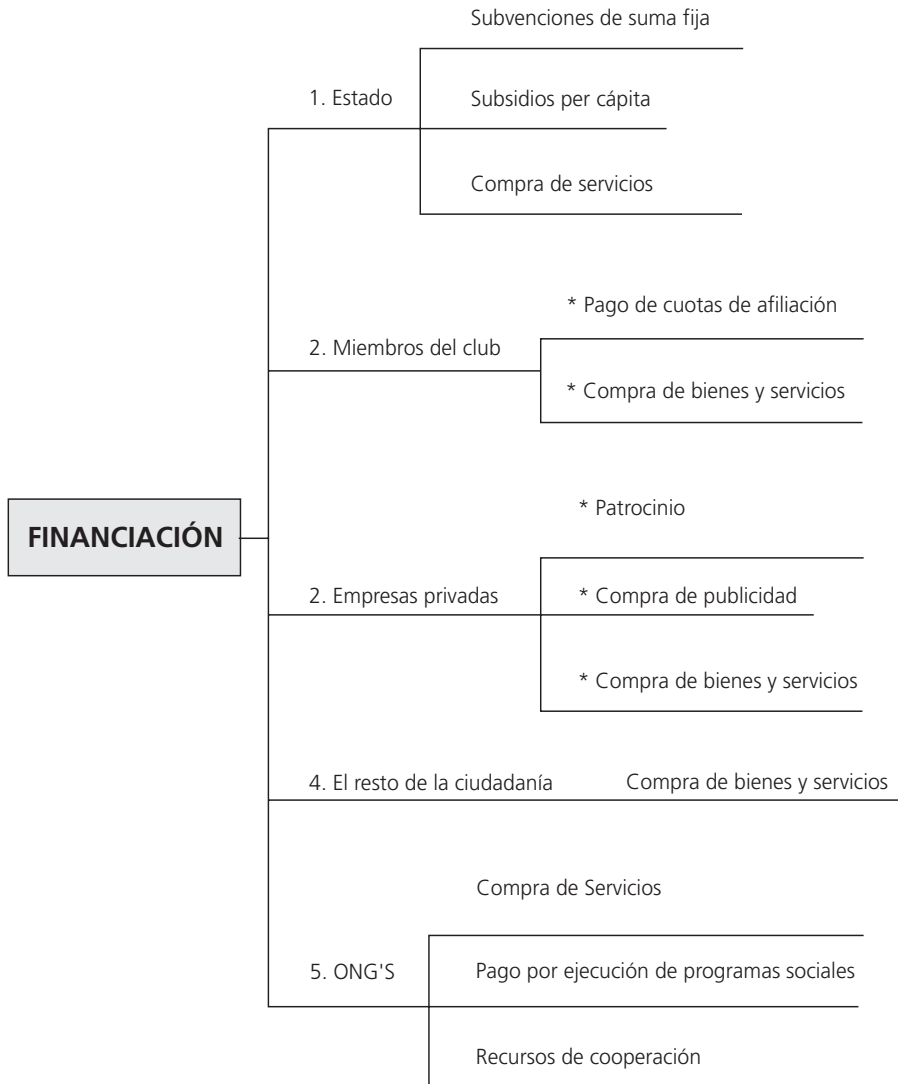 Subvenciones de suma fija
1. Estado
Subsidios per cápita
Compra de servicios
* Pago de cuotas de afiliación
2. Miembros del club
* Compra de bienes y servicios
FINANCIACIÓN
* Patrocinio
2. Empresas privadas
* Compra de publicidad
* Compra de bienes y servicios
4. El resto de la ciudadanía
Compra de bienes y servicios
Compra de Servicios
5. ONG'S
Pago por ejecución de programas sociales
Recursos de cooperación